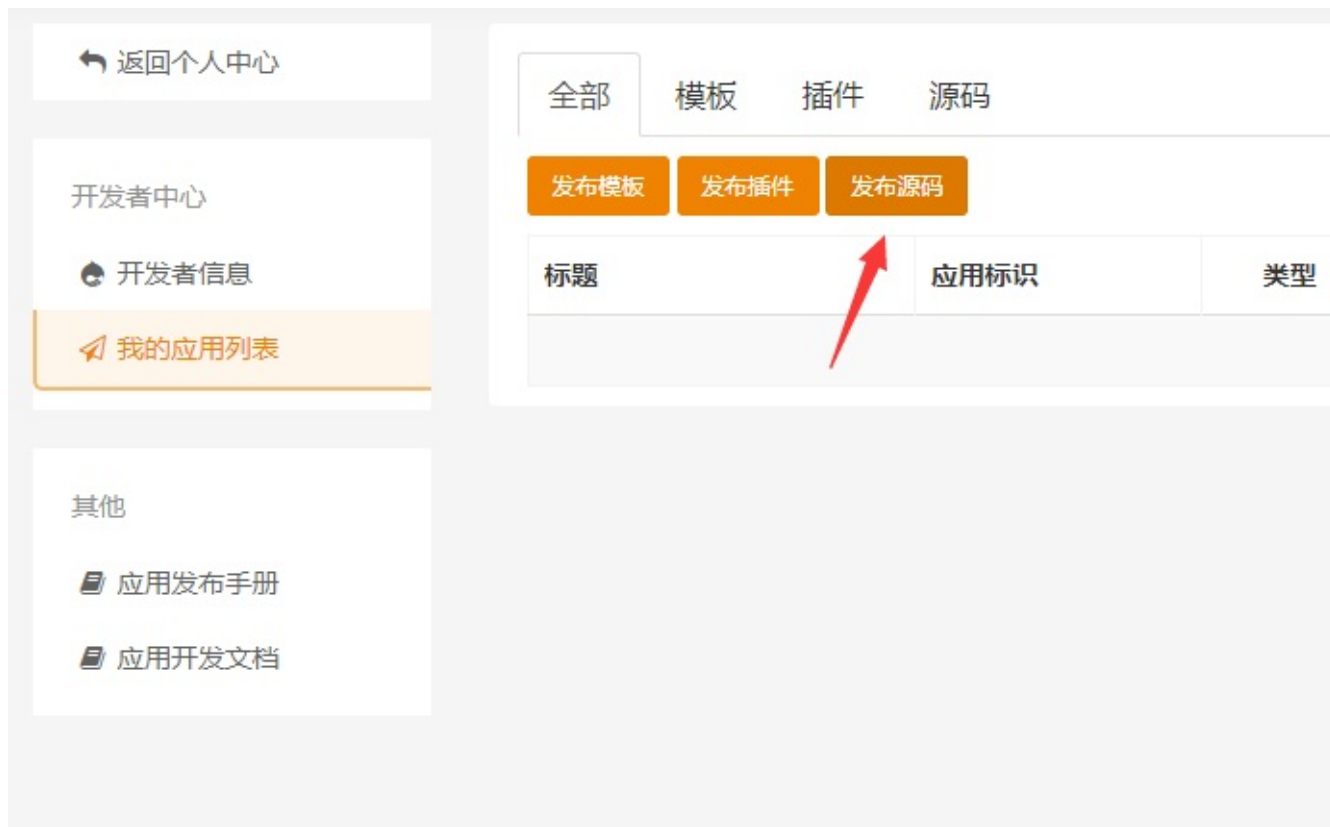 返回个人中心
开发者中心
开发者信息
我的应用列表
其他
应用发布手册
应用开发文档
全部 模板 插件 源码
发布模板 发布插件 发布源码
标题 应用标识 类型